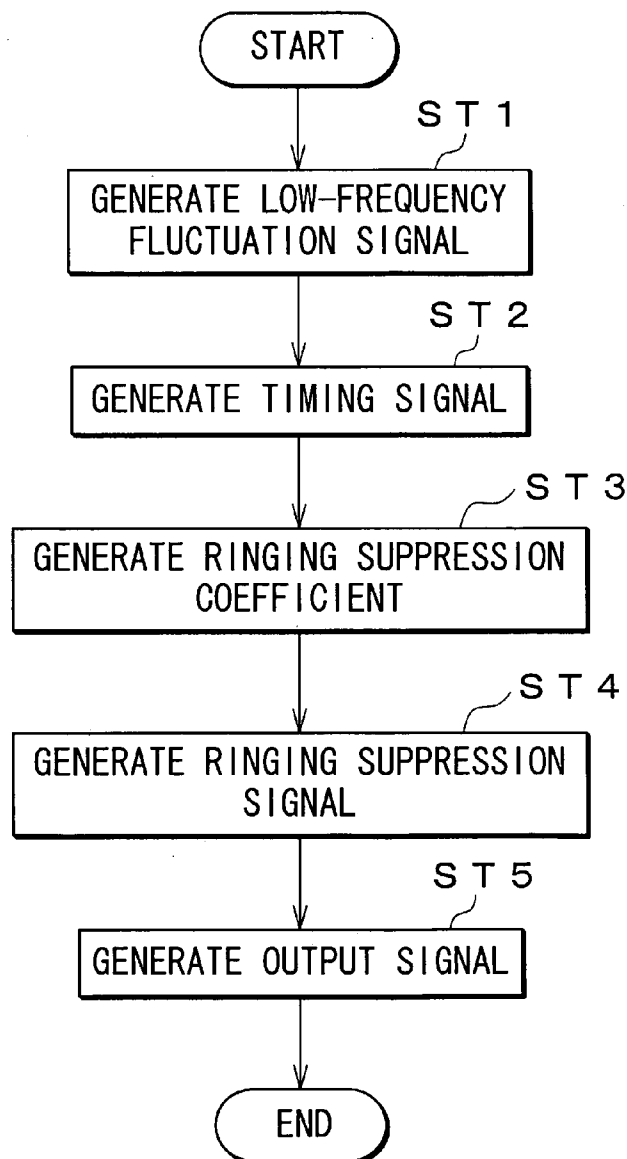 START
ST1
GENERATE LOW-FREQUENCY
FLUCTUATION SIGNAL
ST2
GENERATE TIMING SIGNAL
ST3
GENERATE RINGING SUPPRESSION
COEFFICIENT
ST4
GENERATE RINGING SUPPRESSION
SIGNAL
ST5
GENERATE OUTPUT SIGNAL
END